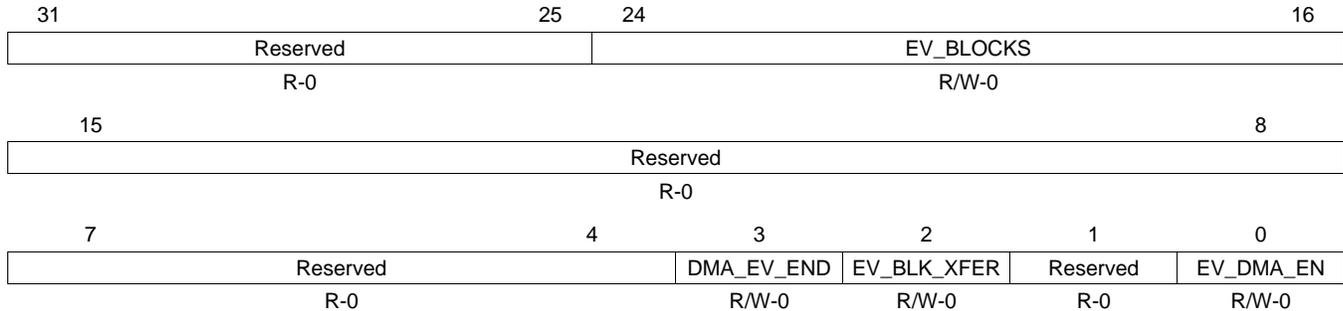 31 25 24 16
Reserved EV_BLOCKS
R-0 R/W-0
15 8
Reserved
R-0
7 4 3 2 1 0
Reserved DMA_EV_END EV_BLK_XFER Reserved EV_DMA_EN
R-0 R/W-0 R/W-0 R-0 R/W-0